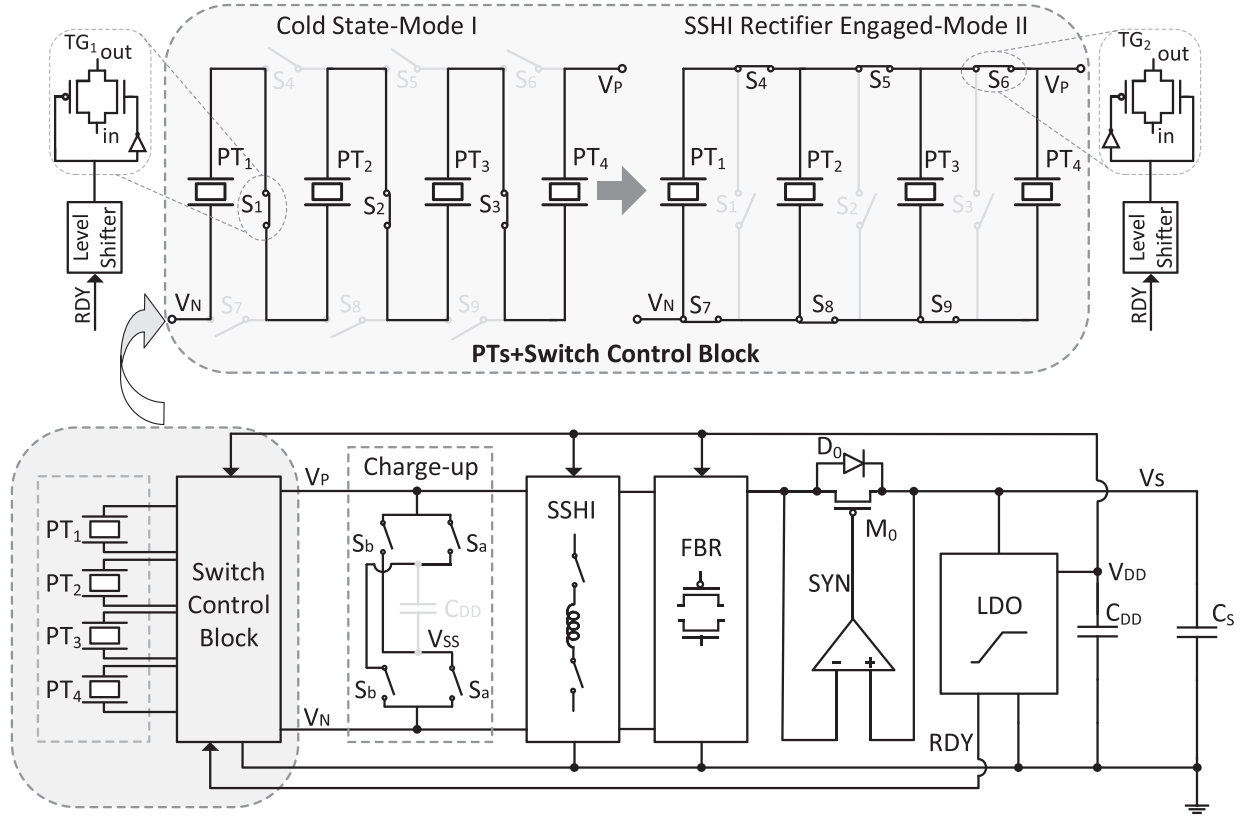 Cold State-Mode I
SSHI Rectifier Engaged-Mode II
TG1 out
in
Level
Shifter
RDY
S4
S5
S6
VP
PT1
PT2
PT3
PT4
S1
S2
S3
VN
S7
S8
S9
S4
S5
S6
VP
PT1
PT2
PT3
PT4
S1
S2
S3
VN
S7
S8
S9
TG2 out
in
Level
Shifter
RDY
PTs+Switch Control Block
PT1
PT2
PT3
PT4
Switch
Control
Block
VP
VN
Charge-up
Sb
Sa
CDD
VSS
Sb
Sa
SSHI
FBR
D0
M0
SYN
- +
LDO
RDY
VS
VDD
CDD
CS